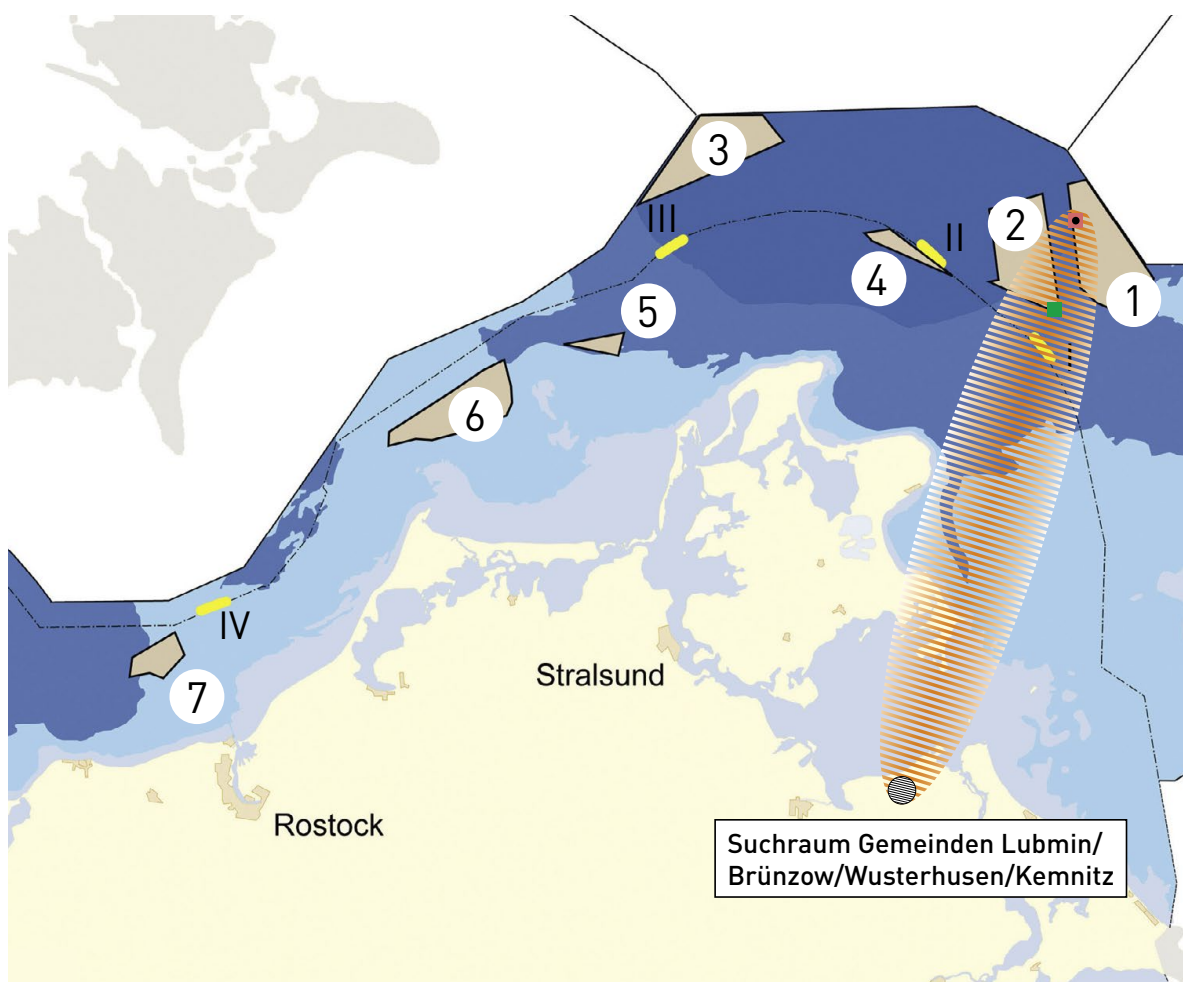 3
III
2
II
4
1
5
I
6
Stralsund
IV
7
Rostock
Suchraum Gemeinden Lubmin/
Brünzow/Wusterhusen/Kemnitz